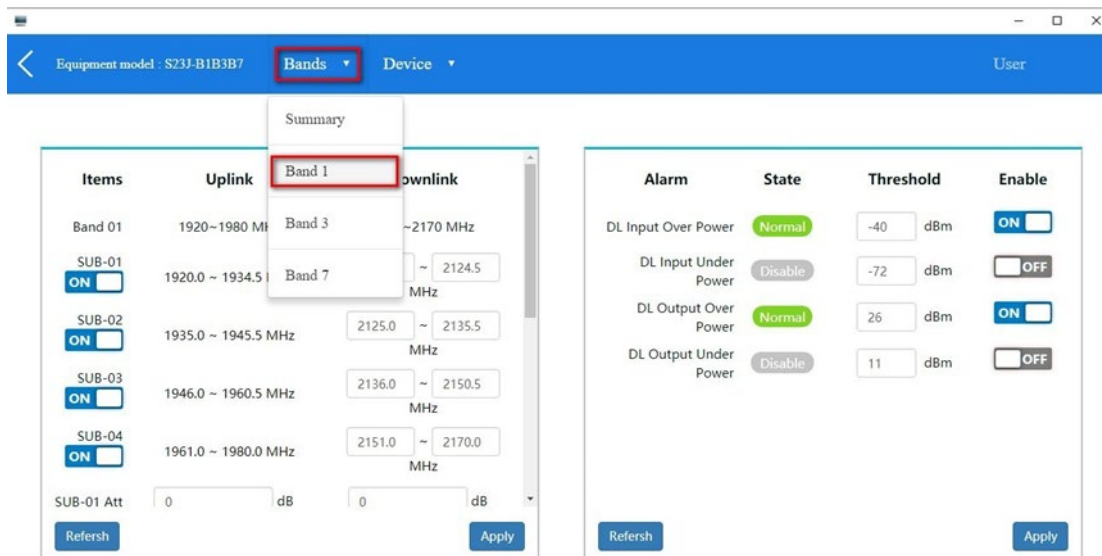 Equipment model : S23J-B1B3B7 Bands Device User
Summary
Band 1
Band 3
Band 7
Items Uplink ownlink
Band 01 1920~1980 MH ~2170 MHz
SUB-01
ON
1920.0 ~ 1934.5 ~ 2124.5
MHz
SUB-02
ON
1935.0 ~ 1945.5 MHz 2125.0 ~ 2135.5
MHz
SUB-03
ON
1946.0 ~ 1960.5 MHz 2136.0 ~ 2150.5
MHz
SUB-04
ON
1961.0 ~ 1980.0 MHz 2151.0 ~ 2170.0
MHz
SUB-01 Att 0 dB 0 dB
Refersh Apply
Alarm State Threshold Enable
DL Input Over Power Normal -40 dBm ON
DL Input Under
Power
Disable -72 dBm OFF
DL Output Over
Power
Normal 26 dBm ON
DL Output Under
Power
Disable 11 dBm OFF
Refersh Apply